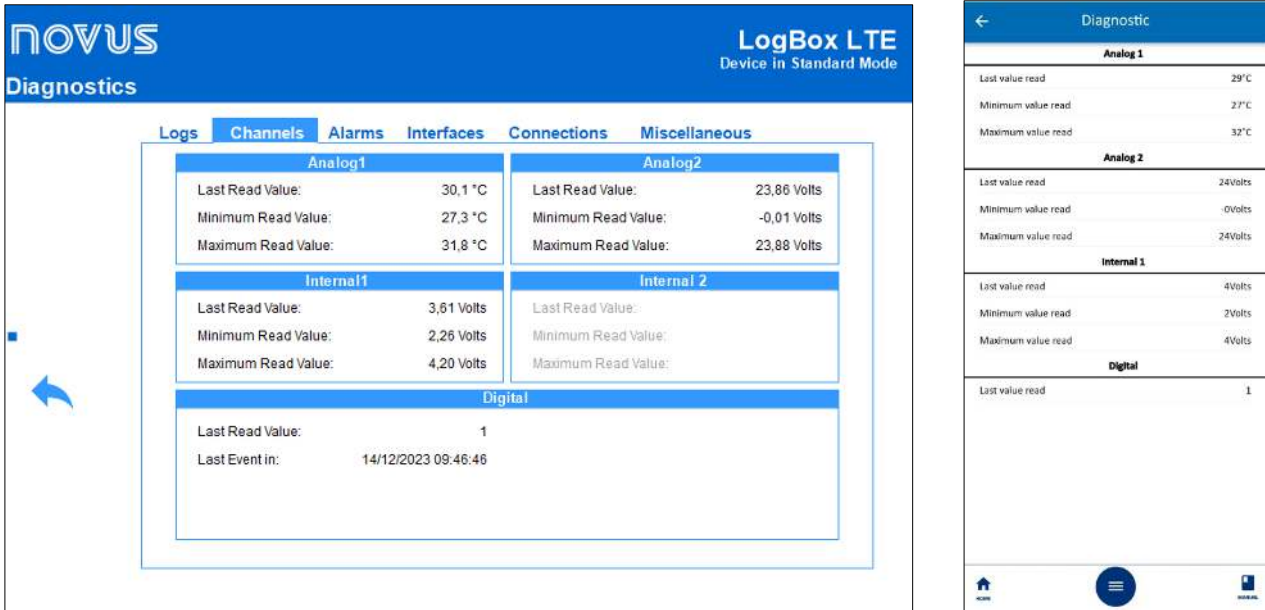 NOVUS
LogBox LTE
Device in Standard Mode
Diagnostics
Logs Channels Alarms Interfaces Connections Miscellaneous
Analog1
Last Read Value: 30,1 °C
Minimum Read Value: 27,3 °C
Maximum Read Value: 31,8 °C
Analog2
Last Read Value: 23,86 Volts
Minimum Read Value: -0,01 Volts
Maximum Read Value: 23,88 Volts
Internal1
Last Read Value: 3,61 Volts
Minimum Read Value: 2,26 Volts
Maximum Read Value: 4,20 Volts
Internal 2
Last Read Value:
Minimum Read Value:
Maximum Read Value:
Digital
Last Read Value: 1
Last Event in: 14/12/2023 09:46:46
Diagnostic
Analog 1
Last value read 29°C
Minimum value read 27°C
Maximum value read 32°C
Analog 2
Last value read 24Volts
Minimum value read -0Volts
Maximum value read 24Volts
Internal 1
Last value read 4Volts
Minimum value read 2Volts
Maximum value read 4Volts
Digital
Last value read 1
HOME
MANUAL